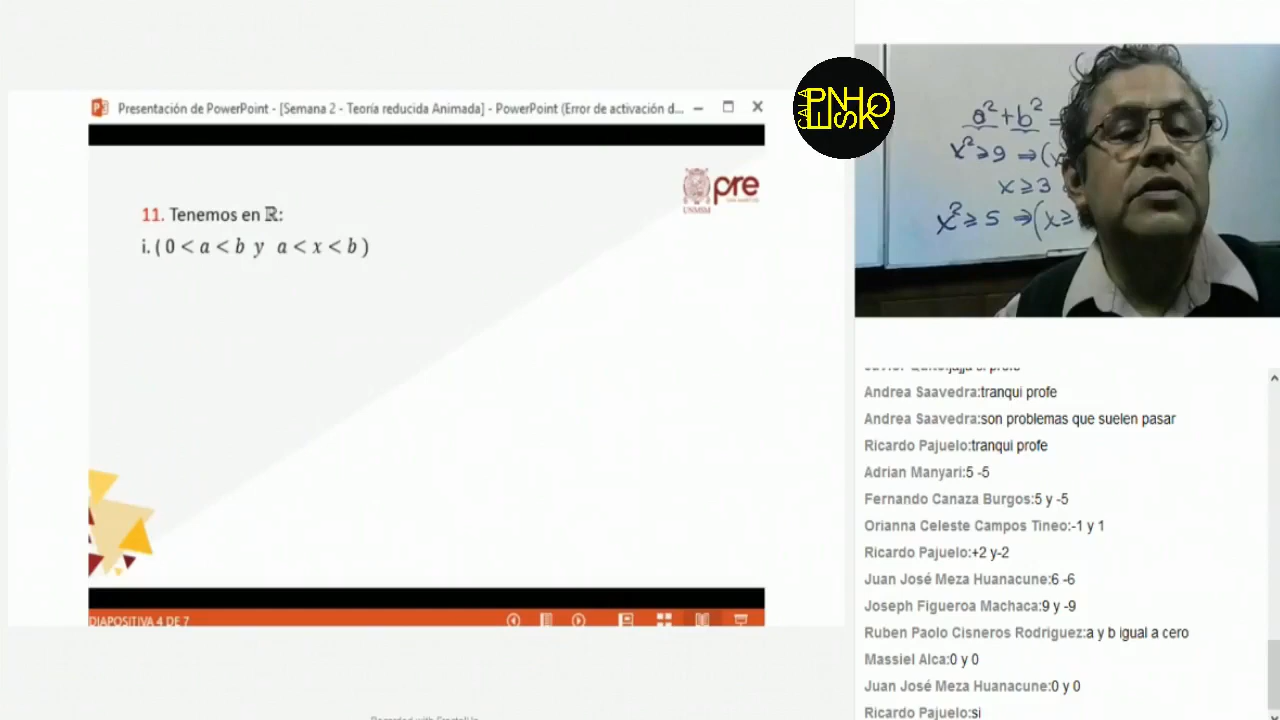 Presentación de PowerPoint - [Semana 2 - Teoría reducida Animada] - PowerPoint (Error de activación d...
pre
UNMSM
11. Tenemos en ℝ:
i. ( 0 < a < b y a < x < b )
DIAPOSITIVA 4 DE 7
a² + b² =
x² ≥ 9 ⇒ (x
x ≥ 3
x² ≥ 5 ⇒ (x ≥
Andrea Saavedra:tranqui profe
Andrea Saavedra:son problemas que suelen pasar
Ricardo Pajuelo:tranqui profe
Adrian Manyari:5 -5
Fernando Canaza Burgos:5 y -5
Orianna Celeste Campos Tineo:-1 y 1
Ricardo Pajuelo:+2 y-2
Juan José Meza Huanacune:6 -6
Joseph Figueroa Machaca:9 y -9
Ruben Paolo Cisneros Rodriguez:a y b igual a cero
Massiel Alca:0 y 0
Juan José Meza Huanacune:0 y 0
Ricardo Pajuelo:si